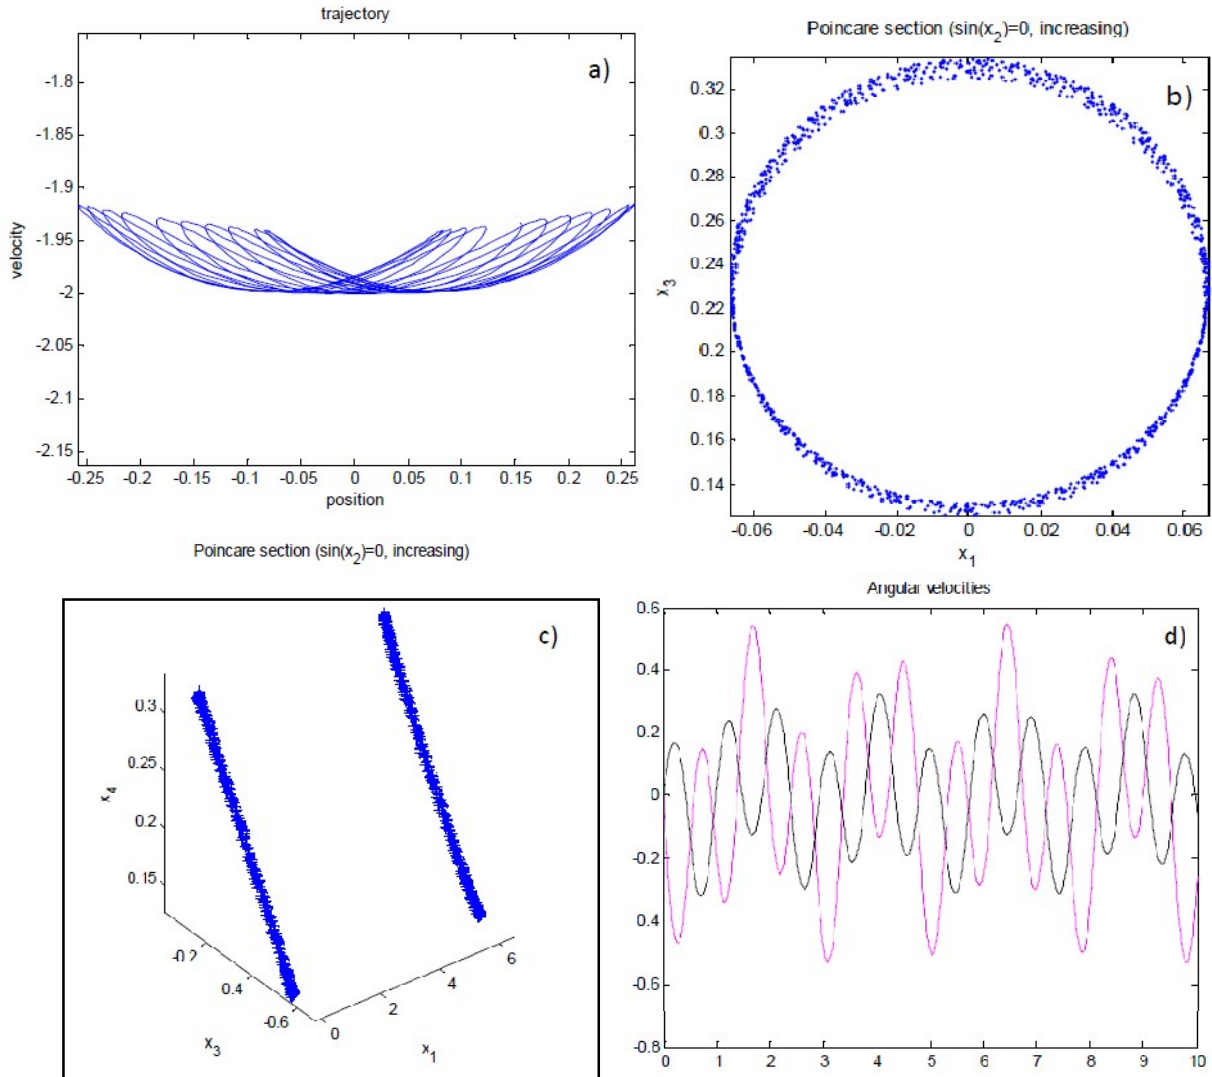 trajectory
a)
-1.8
-1.85
-1.9
-1.95
-2
-2.05
-2.1
-2.15
velocity
-0.25 -0.2 -0.15 -0.1 -0.05 0 0.05 0.1 0.15 0.2 0.25
position
Poincare section (sin(x2)=0, increasing)
b)
0.32
0.3
0.28
0.26
0.24
0.22
0.2
0.18
0.16
0.14
x3
-0.06 -0.04 -0.02 0 0.02 0.04 0.06
x1
Poincare section (sin(x2)=0, increasing)
c)
0.3
0.25
0.2
0.15
x4
-0.2
0.4
-0.6
x3
0 2 4 6
x1
Angular velocities
d)
0.6
0.4
0.2
0
-0.2
0.4
-0.6
-0.8
0 1 2 3 4 5 6 7 8 9 10